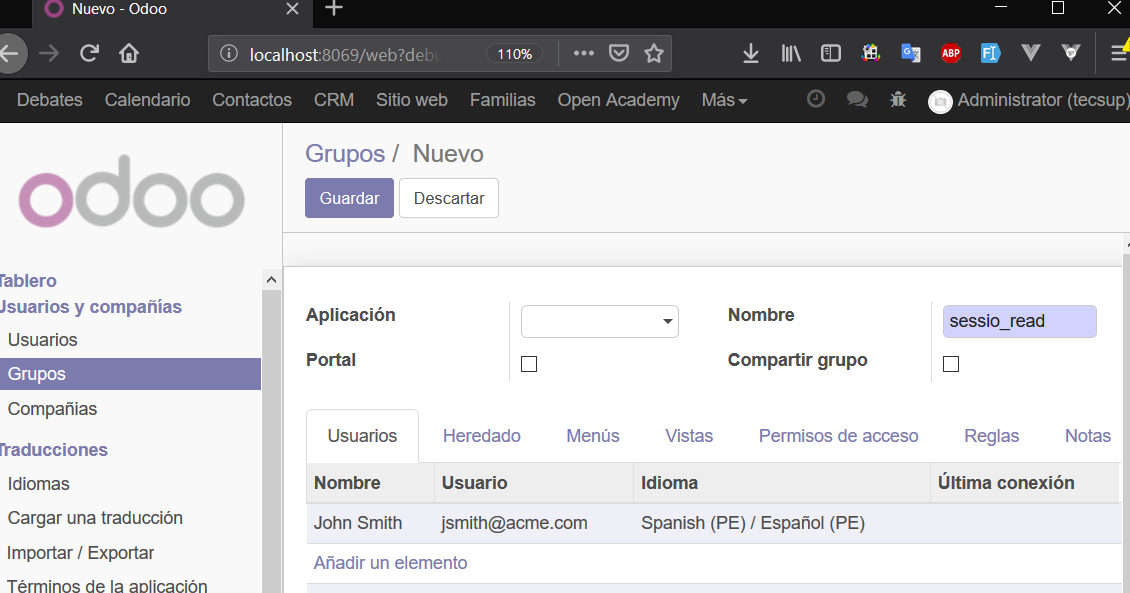 Nuevo - Odoo
localhost:8069/web?debu
110%
ABP
Debates Calendario Contactos CRM Sitio web Familias Open Academy Más Administrator (tecsup)
odoo
Grupos / Nuevo
Guardar Descartar
Tablero
Usuarios y compañías
Usuarios
Grupos
Compañias
Traducciones
Idiomas
Cargar una traducción
Importar / Exportar
Términos de la aplicación
Aplicación
Nombre sessio_read
Portal
Compartir grupo
Usuarios Heredado Menús Vistas Permisos de acceso Reglas Notas
Nombre Usuario Idioma Última conexión
John Smith jsmith@acme.com Spanish (PE) / Español (PE)
Añadir un elemento